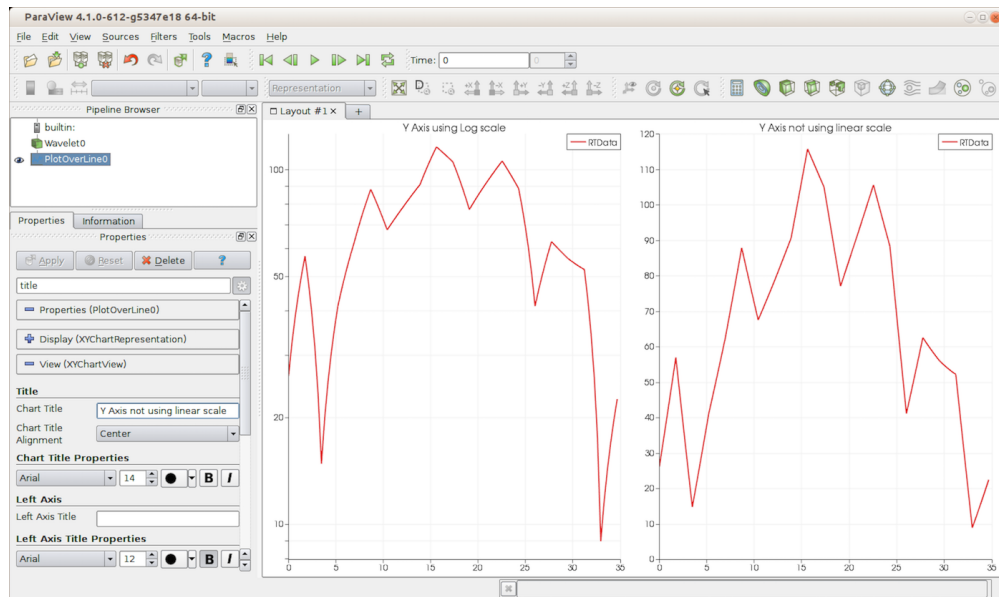 ParaView 4.1.0-612-g5347e18 64-bit
File Edit View Sources Filters Tools Macros Help
Time: 0 0
Representation
Pipeline Browser
builtin:
Wavelet0
PlotOverLine0
Properties Information
Properties
Apply Reset Delete ?
title
Properties (PlotOverLine0)
Display (XYChartRepresentation)
View (XYChartView)
Title
Chart Title Y Axis not using linear scale
Chart Title Alignment Center
Chart Title Properties
Arial 14 B I
Left Axis
Left Axis Title
Left Axis Title Properties
Arial 12 B I
Layout #1 × +
Y Axis using Log scale
RTData
100
50
20
10
0 5 10 15 20 25 30 35
Y Axis not using linear scale
RTData
120
110
100
90
80
70
60
50
40
30
20
10
0
0 5 10 15 20 25 30 35